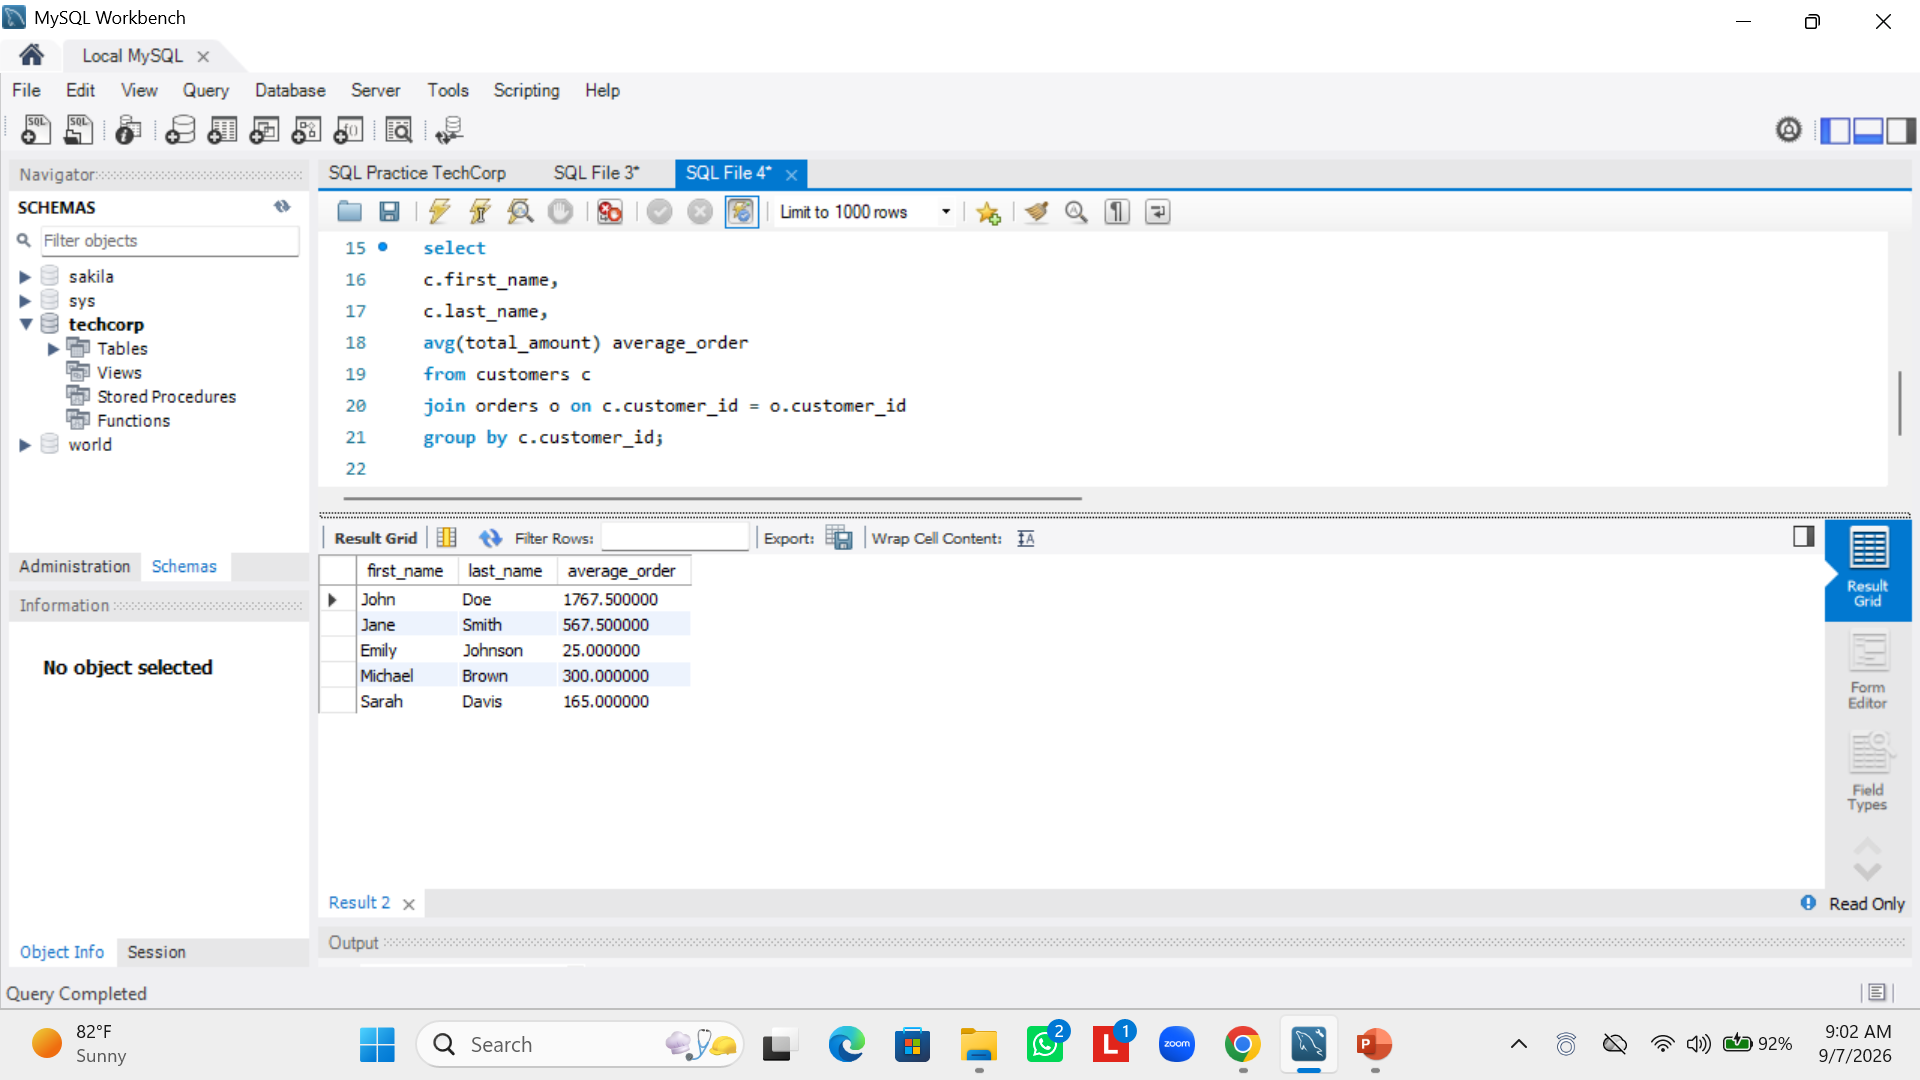 MySQL Workbench
Local MySQL
File Edit View Query Database Server Tools Scripting Help
Navigator
SCHEMAS
Filter objects
sakila
sys
techcorp
Tables
Views
Stored Procedures
Functions
world
Administration Schemas
Information
No object selected
Object Info Session
SQL Practice TechCorp SQL File 3* SQL File 4*
Limit to 1000 rows
15 select
16 c.first_name,
17 c.last_name,
18 avg(total_amount) average_order
19 from customers c
20 join orders o on c.customer_id = o.customer_id
21 group by c.customer_id;
22
Result Grid Filter Rows: Export: Wrap Cell Content:
first_name last_name average_order
John Doe 1767.500000
Jane Smith 567.500000
Emily Johnson 25.000000
Michael Brown 300.000000
Sarah Davis 165.000000
Result
Grid
Form
Editor
Field
Types
Result 2
Read Only
Output
Query Completed
82°F
Sunny
Search
2
L 1
zoom
P
92%
9:02 AM
9/7/2026